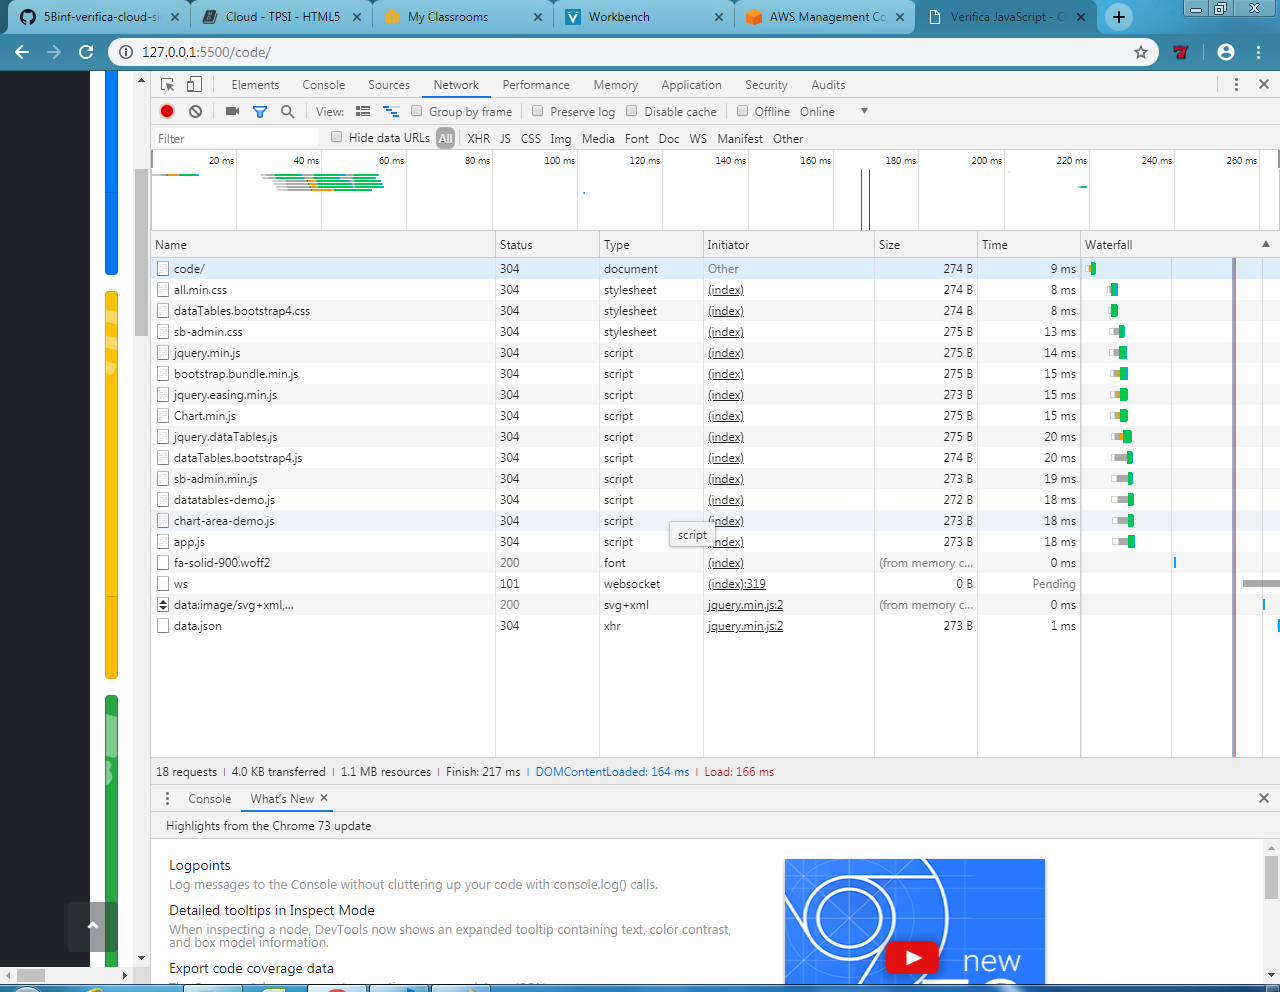 5Binf-verifica-cloud-si
Cloud - TPSI - HTML5
My Classrooms
Workbench
AWS Management Co
Verifica JavaScript - C
127.0.0.1:5500/code/
Elements Console Sources Network Performance Memory Application Security Audits
View: Group by frame Preserve log Disable cache Offline Online
Filter Hide data URLs All XHR JS CSS Img Media Font Doc WS Manifest Other
20 ms 40 ms 60 ms 80 ms 100 ms 120 ms 140 ms 160 ms 180 ms 200 ms 220 ms 240 ms 260 ms
Name Status Type Initiator Size Time Waterfall
code/ 304 document Other 274 B 9 ms
all.min.css 304 stylesheet (index) 274 B 8 ms
dataTables.bootstrap4.css 304 stylesheet (index) 274 B 8 ms
sb-admin.css 304 stylesheet (index) 275 B 13 ms
jquery.min.js 304 script (index) 275 B 14 ms
bootstrap.bundle.min.js 304 script (index) 275 B 15 ms
jquery.easing.min.js 304 script (index) 273 B 15 ms
Chart.min.js 304 script (index) 275 B 15 ms
jquery.dataTables.js 304 script (index) 275 B 20 ms
dataTables.bootstrap4.js 304 script (index) 274 B 20 ms
sb-admin.min.js 304 script (index) 273 B 19 ms
datatables-demo.js 304 script (index) 272 B 18 ms
chart-area-demo.js 304 script (index) 273 B 18 ms
script
app.js 304 script (index) 273 B 18 ms
fa-solid-900.woff2 200 font (index) (from memory c... 0 ms
ws 101 websocket (index):319 0 B Pending
data:image/svg+xml,... 200 svg+xml jquery.min.js:2 (from memory c... 0 ms
data.json 304 xhr jquery.min.js:2 273 B 1 ms
18 requests | 4.0 KB transferred | 1.1 MB resources | Finish: 217 ms | DOMContentLoaded: 164 ms | Load: 166 ms
Console What's New
Highlights from the Chrome 73 update
Logpoints
Log messages to the Console without cluttering up your code with console.log() calls.
Detailed tooltips in Inspect Mode
When inspecting a node, DevTools now shows an expanded tooltip containing text, color contrast,
and box model information.
Export code coverage data
new